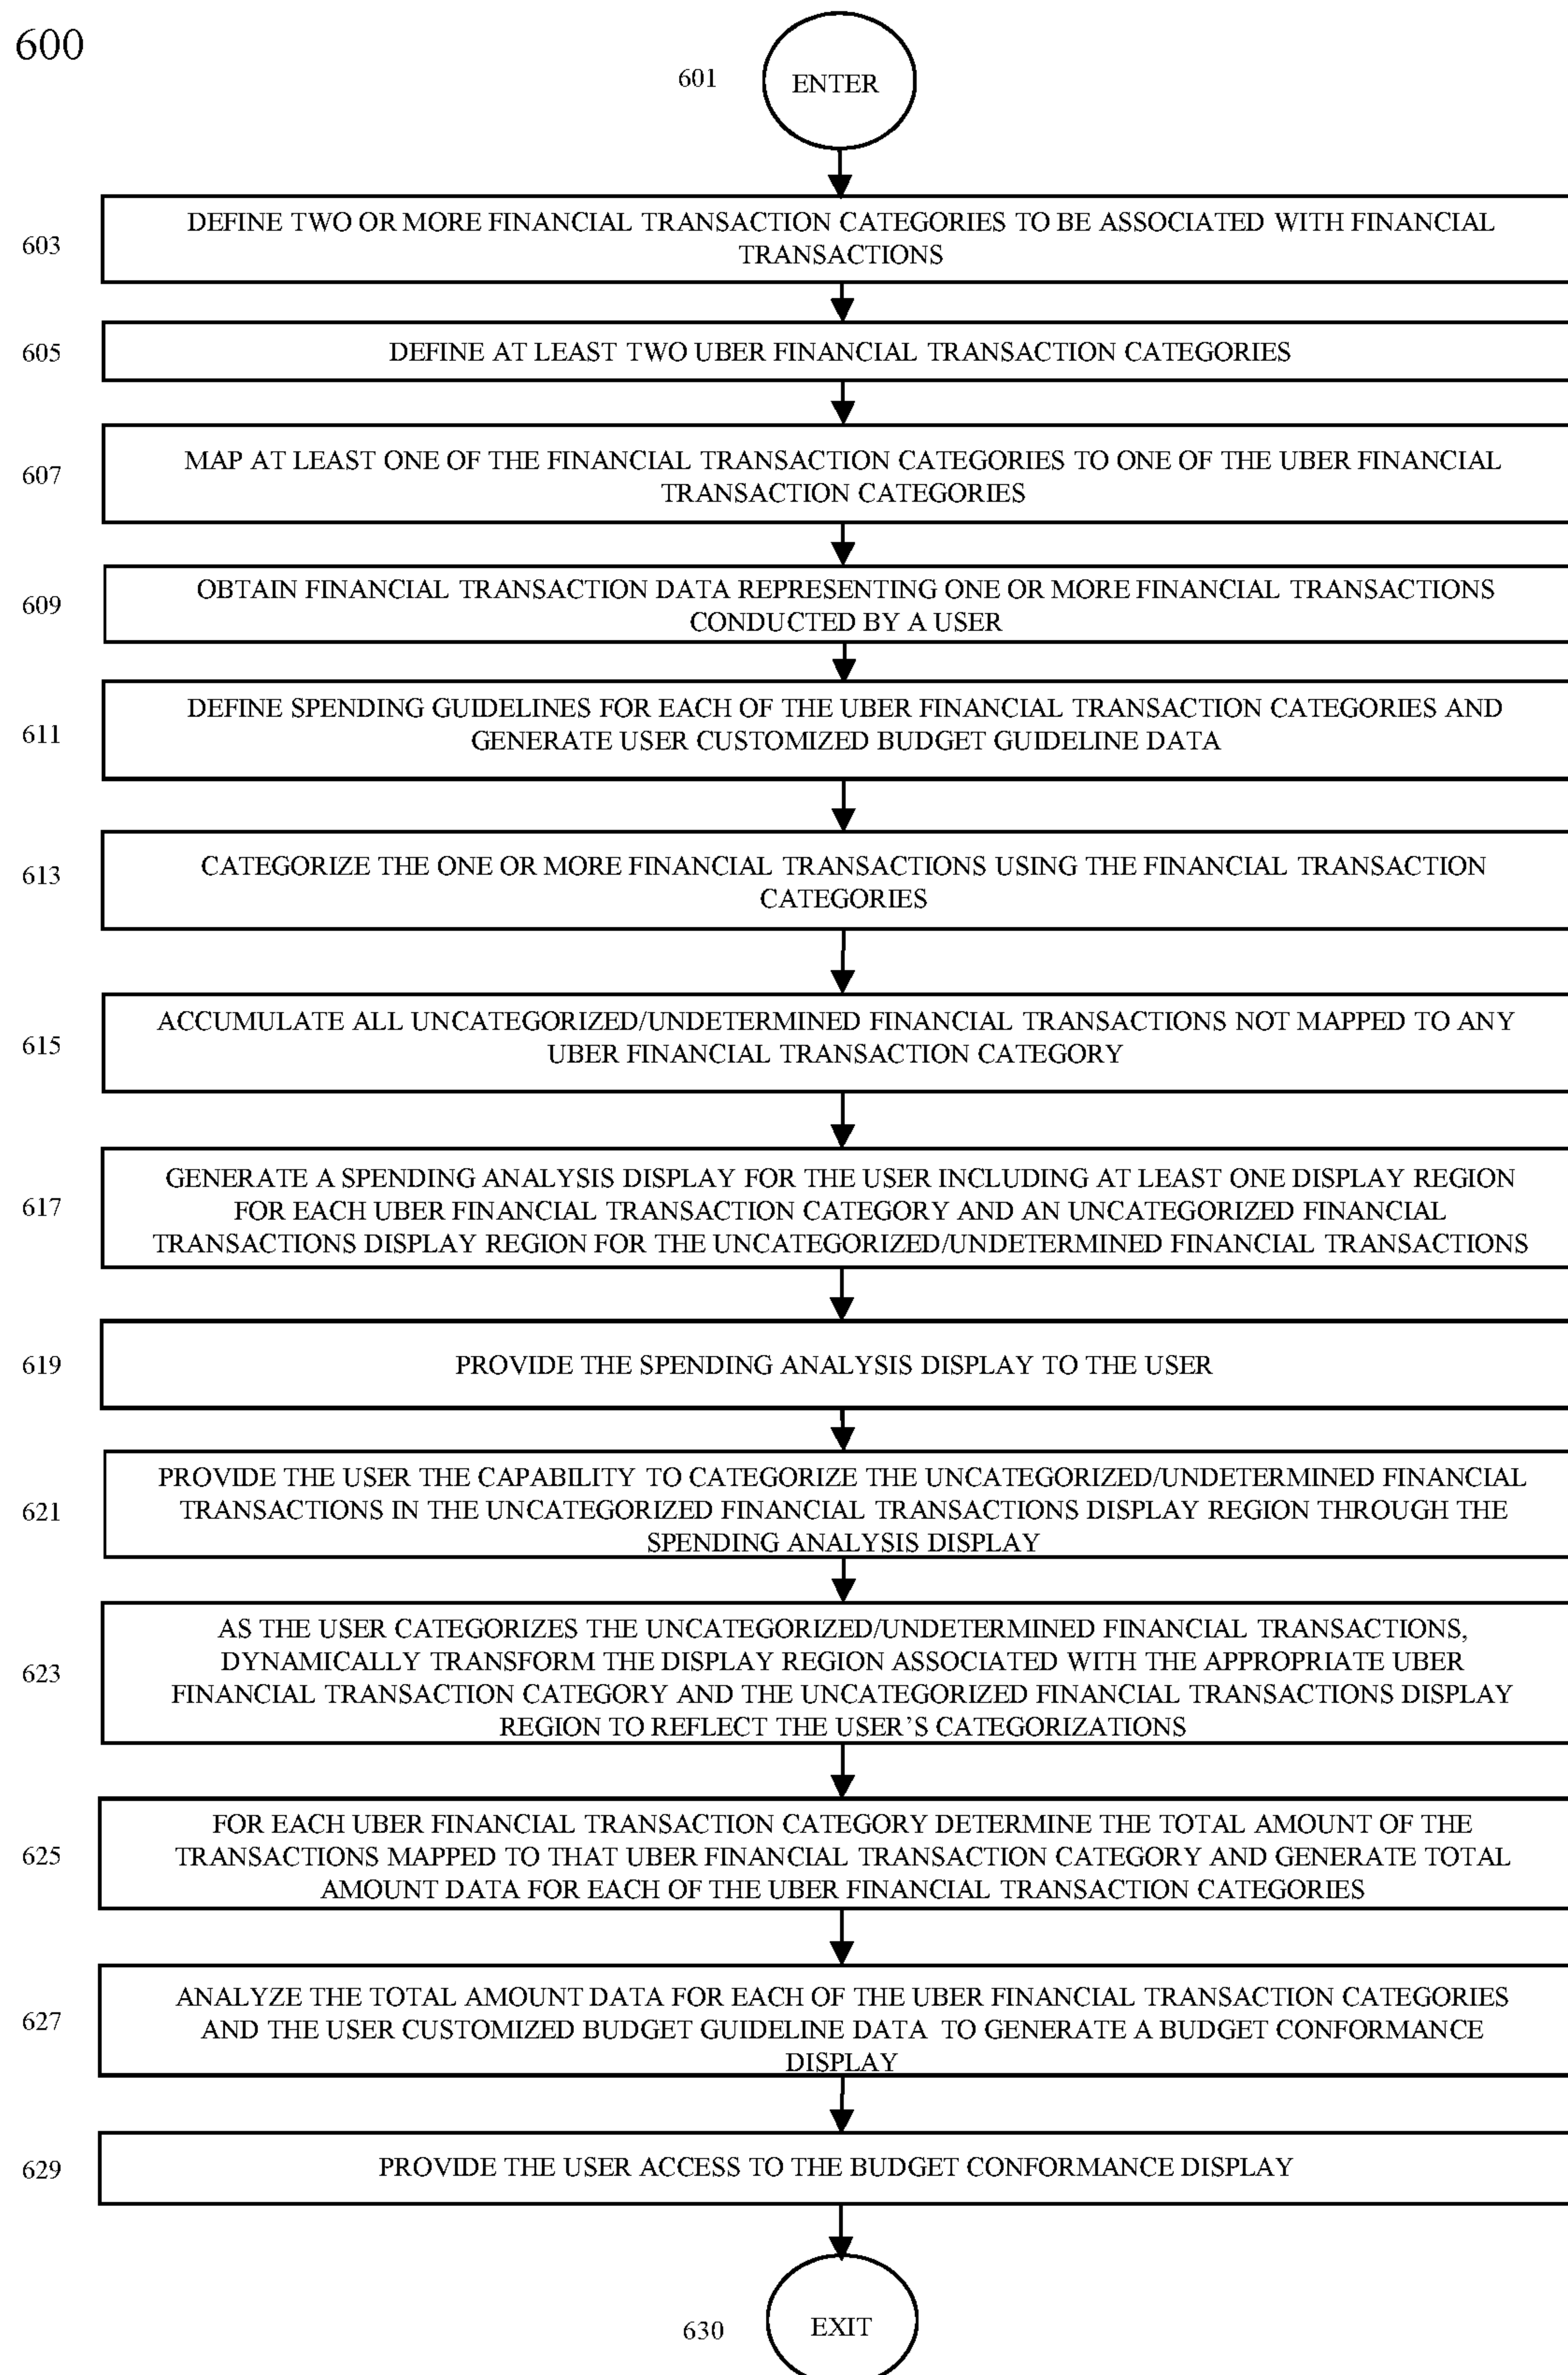 600
601
ENTER
603
DEFINE TWO OR MORE FINANCIAL TRANSACTION CATEGORIES TO BE ASSOCIATED WITH FINANCIAL
TRANSACTIONS
605
DEFINE AT LEAST TWO UBER FINANCIAL TRANSACTION CATEGORIES
607
MAP AT LEAST ONE OF THE FINANCIAL TRANSACTION CATEGORIES TO ONE OF THE UBER FINANCIAL
TRANSACTION CATEGORIES
609
OBTAIN FINANCIAL TRANSACTION DATA REPRESENTING ONE OR MORE FINANCIAL TRANSACTIONS
CONDUCTED BY A USER
611
DEFINE SPENDING GUIDELINES FOR EACH OF THE UBER FINANCIAL TRANSACTION CATEGORIES AND
GENERATE USER CUSTOMIZED BUDGET GUIDELINE DATA
613
CATEGORIZE THE ONE OR MORE FINANCIAL TRANSACTIONS USING THE FINANCIAL TRANSACTION
CATEGORIES
615
ACCUMULATE ALL UNCATEGORIZED/UNDETERMINED FINANCIAL TRANSACTIONS NOT MAPPED TO ANY
UBER FINANCIAL TRANSACTION CATEGORY
617
GENERATE A SPENDING ANALYSIS DISPLAY FOR THE USER INCLUDING AT LEAST ONE DISPLAY REGION
FOR EACH UBER FINANCIAL TRANSACTION CATEGORY AND AN UNCATEGORIZED FINANCIAL
TRANSACTIONS DISPLAY REGION FOR THE UNCATEGORIZED/UNDETERMINED FINANCIAL TRANSACTIONS
619
PROVIDE THE SPENDING ANALYSIS DISPLAY TO THE USER
621
PROVIDE THE USER THE CAPABILITY TO CATEGORIZE THE UNCATEGORIZED/UNDETERMINED FINANCIAL
TRANSACTIONS IN THE UNCATEGORIZED FINANCIAL TRANSACTIONS DISPLAY REGION THROUGH THE
SPENDING ANALYSIS DISPLAY
623
AS THE USER CATEGORIZES THE UNCATEGORIZED/UNDETERMINED FINANCIAL TRANSACTIONS,
DYNAMICALLY TRANSFORM THE DISPLAY REGION ASSOCIATED WITH THE APPROPRIATE UBER
FINANCIAL TRANSACTION CATEGORY AND THE UNCATEGORIZED FINANCIAL TRANSACTIONS DISPLAY
REGION TO REFLECT THE USER'S CATEGORIZATIONS
625
FOR EACH UBER FINANCIAL TRANSACTION CATEGORY DETERMINE THE TOTAL AMOUNT OF THE
TRANSACTIONS MAPPED TO THAT UBER FINANCIAL TRANSACTION CATEGORY AND GENERATE TOTAL
AMOUNT DATA FOR EACH OF THE UBER FINANCIAL TRANSACTION CATEGORIES
627
ANALYZE THE TOTAL AMOUNT DATA FOR EACH OF THE UBER FINANCIAL TRANSACTION CATEGORIES
AND THE USER CUSTOMIZED BUDGET GUIDELINE DATA TO GENERATE A BUDGET CONFORMANCE
DISPLAY
629
PROVIDE THE USER ACCESS TO THE BUDGET CONFORMANCE DISPLAY
630
EXIT